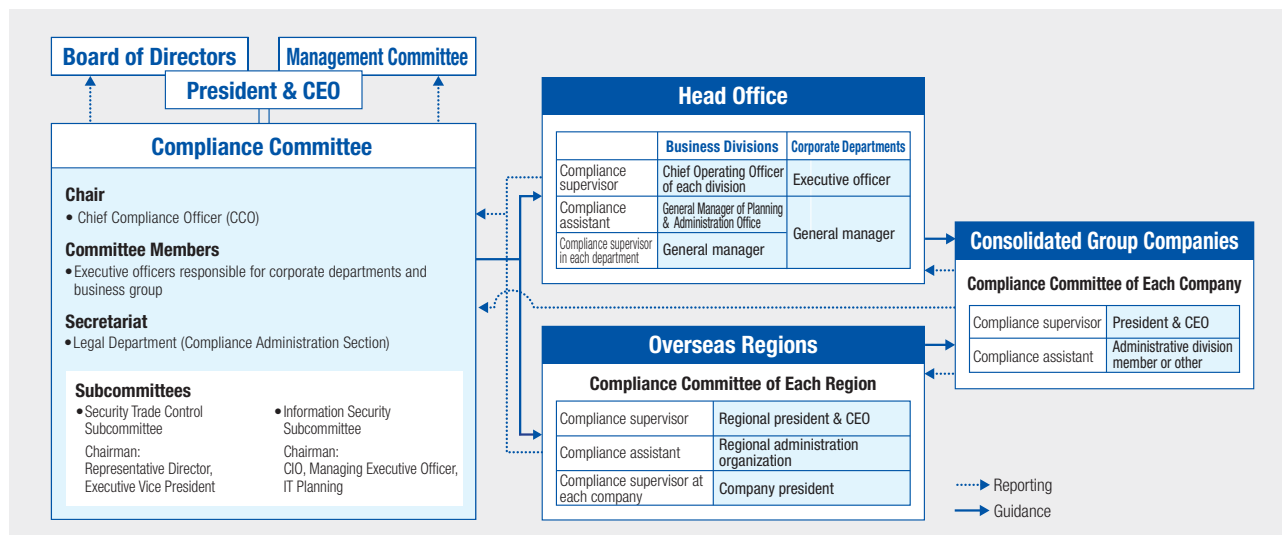 Board of Directors
Management Committee
President & CEO
Compliance Committee
Chair
• Chief Compliance Officer (CCO)
Committee Members
• Executive officers responsible for corporate departments and
business group
Secretariat
• Legal Department (Compliance Administration Section)
Subcommittees
• Security Trade Control
Subcommittee
Chairman:
Representative Director,
Executive Vice President
• Information Security
Subcommittee
Chairman:
CIO, Managing Executive Officer,
IT Planning
Head Office
Business Divisions
Corporate Departments
Compliance
supervisor
Chief Operating Officer
of each division
Executive officer
Compliance
assistant
General Manager of Planning
& Administration Office
General manager
Compliance supervisor
in each department
General manager
Overseas Regions
Compliance Committee of Each Region
Compliance supervisor
Regional president & CEO
Compliance assistant
Regional administration
organization
Compliance supervisor at
each company
Company president
Consolidated Group Companies
Compliance Committee of Each Company
Compliance supervisor
President & CEO
Compliance assistant
Administrative division
member or other
Reporting
Guidance